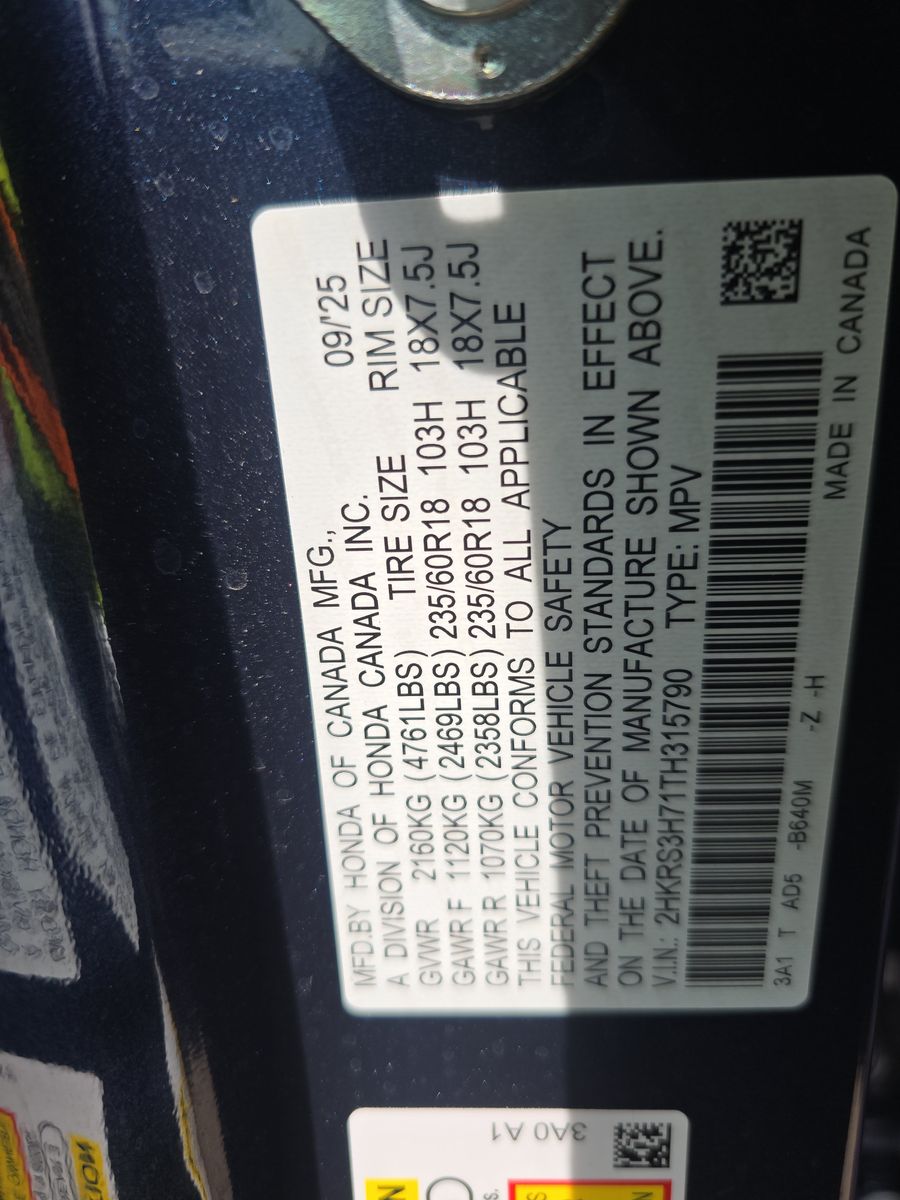 MFD.BY HONDA OF CANADA MFG., 09/'25
A DIVISION OF HONDA CANADA INC.
TIRE SIZE RIM SIZE
GVWR 2160KG (4761LBS)
GAWR F 1120KG (2469LBS) 235/60R18 103H 18X7.5J
GAWR R 1070KG (2358LBS) 235/60R18 103H 18X7.5J
THIS VEHICLE CONFORMS TO ALL APPLICABLE
FEDERAL MOTOR VEHICLE SAFETY
AND THEFT PREVENTION STANDARDS IN EFFECT
ON THE DATE OF MANUFACTURE SHOWN ABOVE.
V.I.N.: 2HKRS3H71TH315790 TYPE: MPV
3A1 T AD5 -B640M -Z -H
MADE IN CANADA
3A0 A1